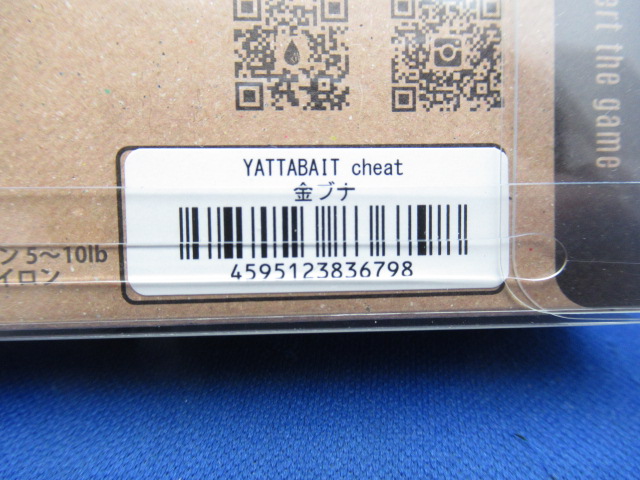 art the game
YATTABAIT cheat
金ブナ
4595123836798
ン 5～10lb
イロン